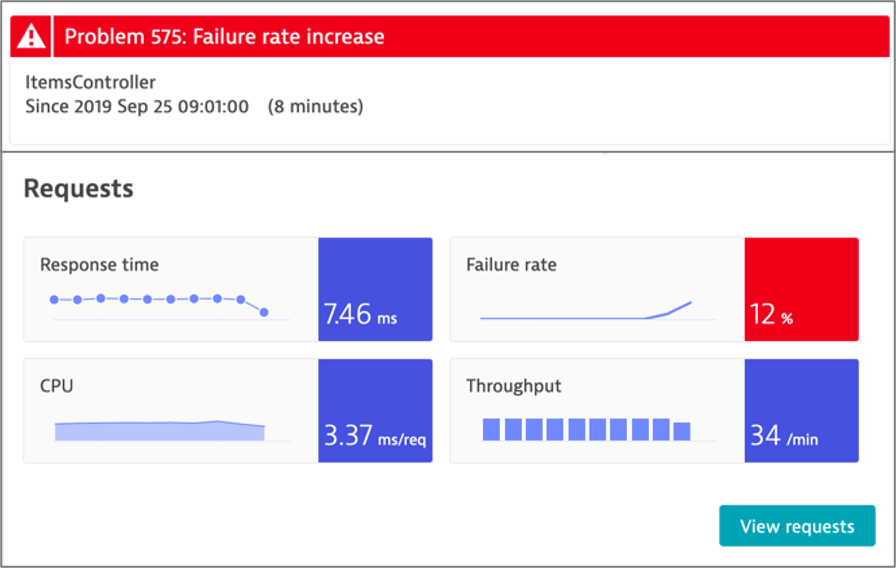 Problem 575: Failure rate increase
ItemsController
Since 2019 Sep 25 09:01:00 (8 minutes)
Requests
Response time
7.46 ms
Failure rate
12 %
CPU
3.37 ms/req
Throughput
34 /min
View requests